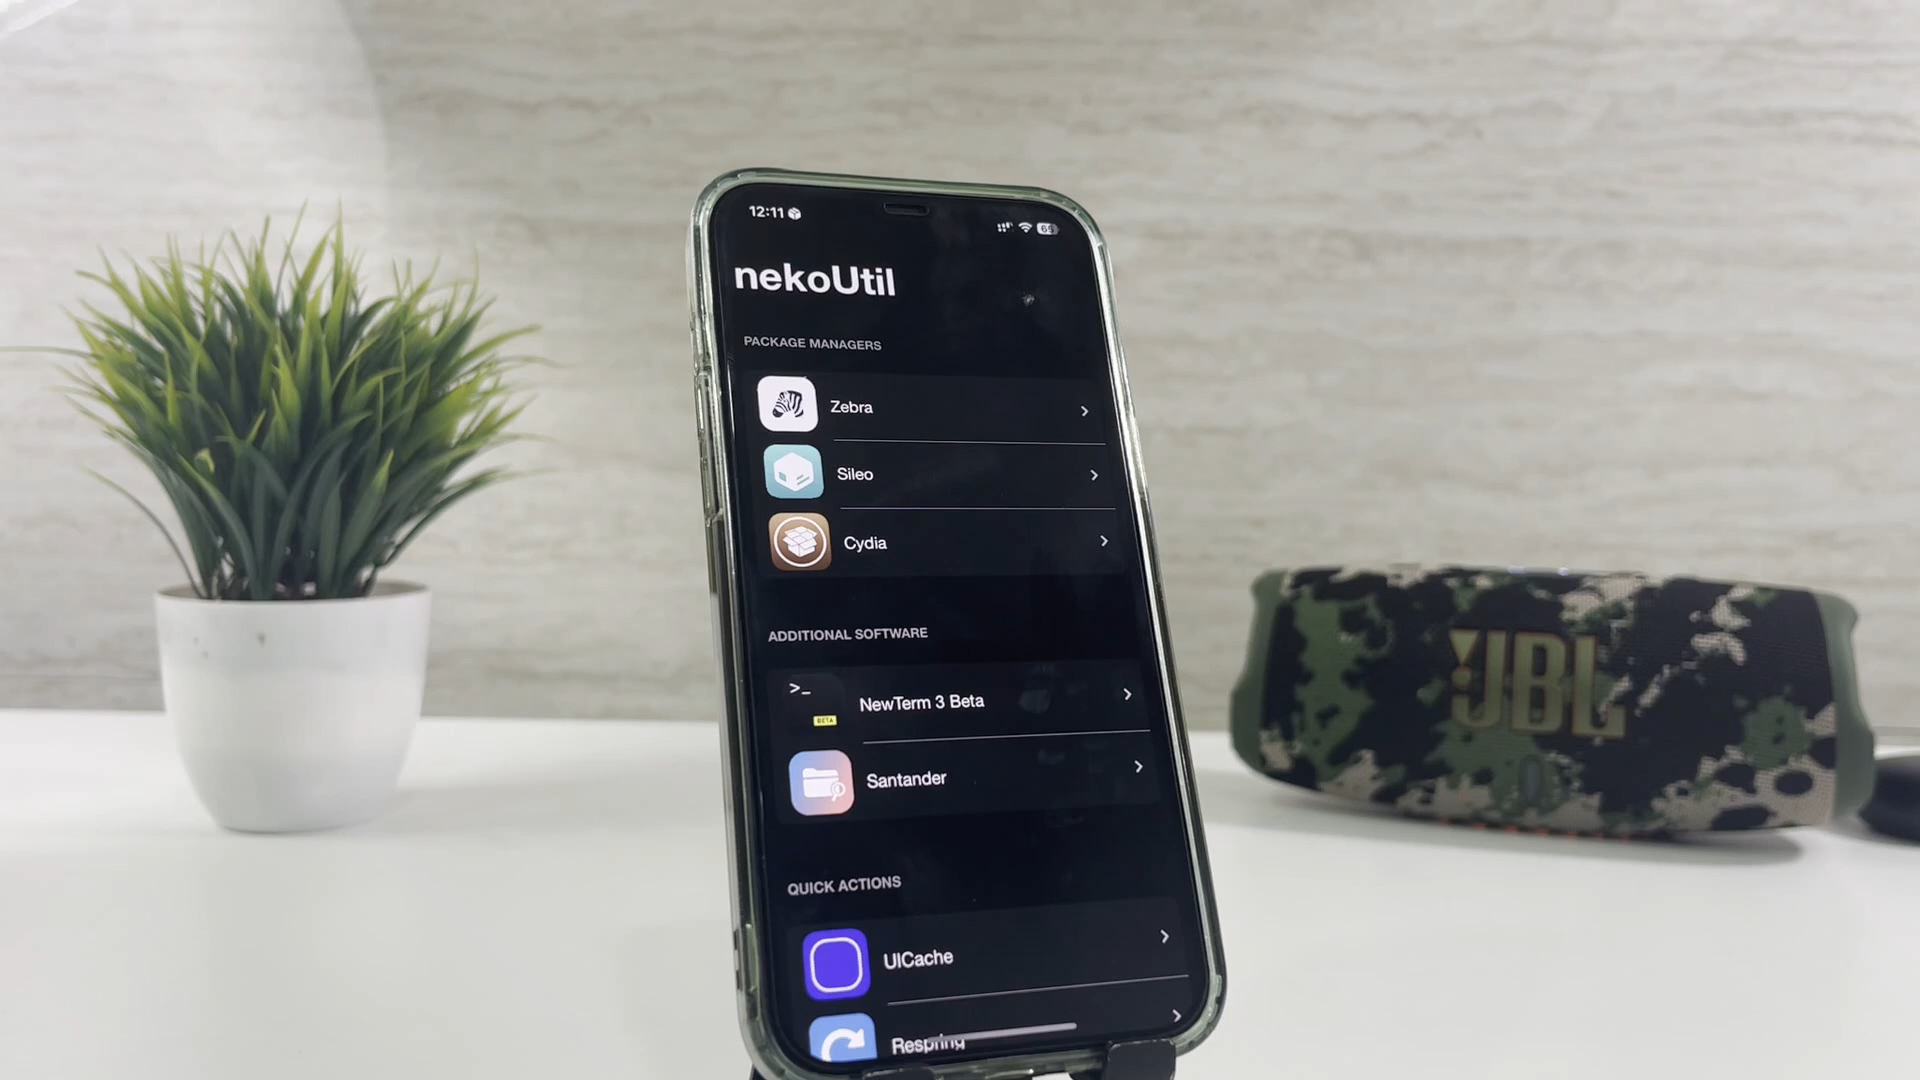 12:11
nekoUtil
PACKAGE MANAGERS
Zebra
Sileo
Cydia
ADDITIONAL SOFTWARE
>_
BETA
NewTerm 3 Beta
Santander
QUICK ACTIONS
UICache
Respring
JBL